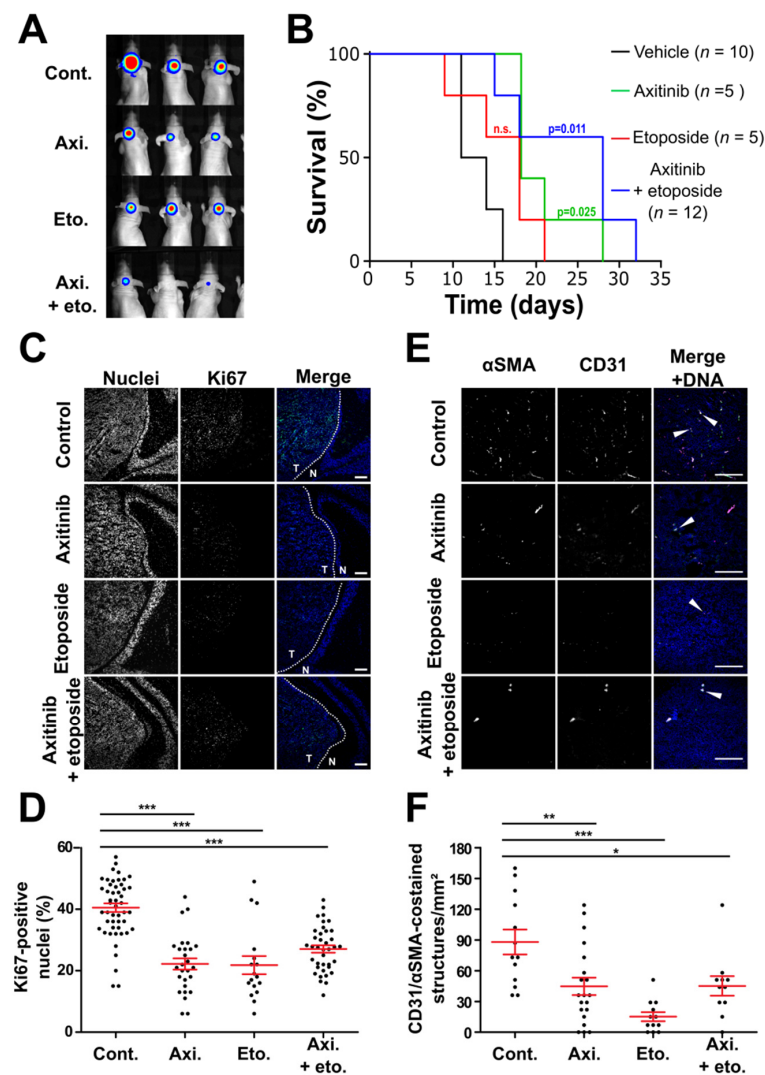 A
Cont.
Axi.
Eto.
Axi.
+ eto.
B
Survival (%)
100
50
0
0
5
10
15
20
25
30
35
Time (days)
n.s.
p=0.011
p=0.025
Vehicle (n = 10)
Axitinib (n =5 )
Etoposide (n = 5)
Axitinib
+ etoposide
(n = 12)
C
Nuclei
Ki67
Merge
Control
T
N
Axitinib
T
N
Etoposide
T
N
Axitinib
+ etoposide
T
N
E
αSMA
CD31
Merge
+DNA
Control
Axitinib
Etoposide
Axitinib
+ etoposide
D
***
***
***
Ki67-positive
nuclei (%)
60
40
20
0
Cont.
Axi.
Eto.
Axi.
+ eto.
F
**
***
*
CD31/αSMA-costained
structures/mm²
180
150
120
90
60
30
0
Cont.
Axi.
Eto.
Axi.
+ eto.